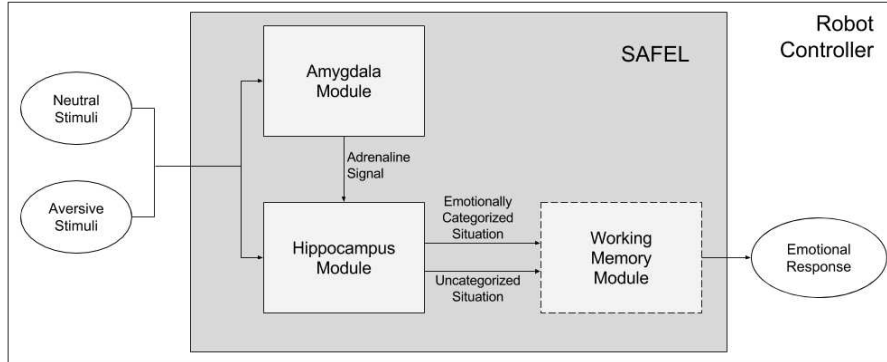 Robot
Controller
SAFEL
Amygdala
Module
Neutral
Stimuli
Adrenaline
Signal
Aversive
Stimuli
Hippocampus
Module
Emotionally
Categorized
Situation
Uncategorized
Situation
Working
Memory
Module
Emotional
Response